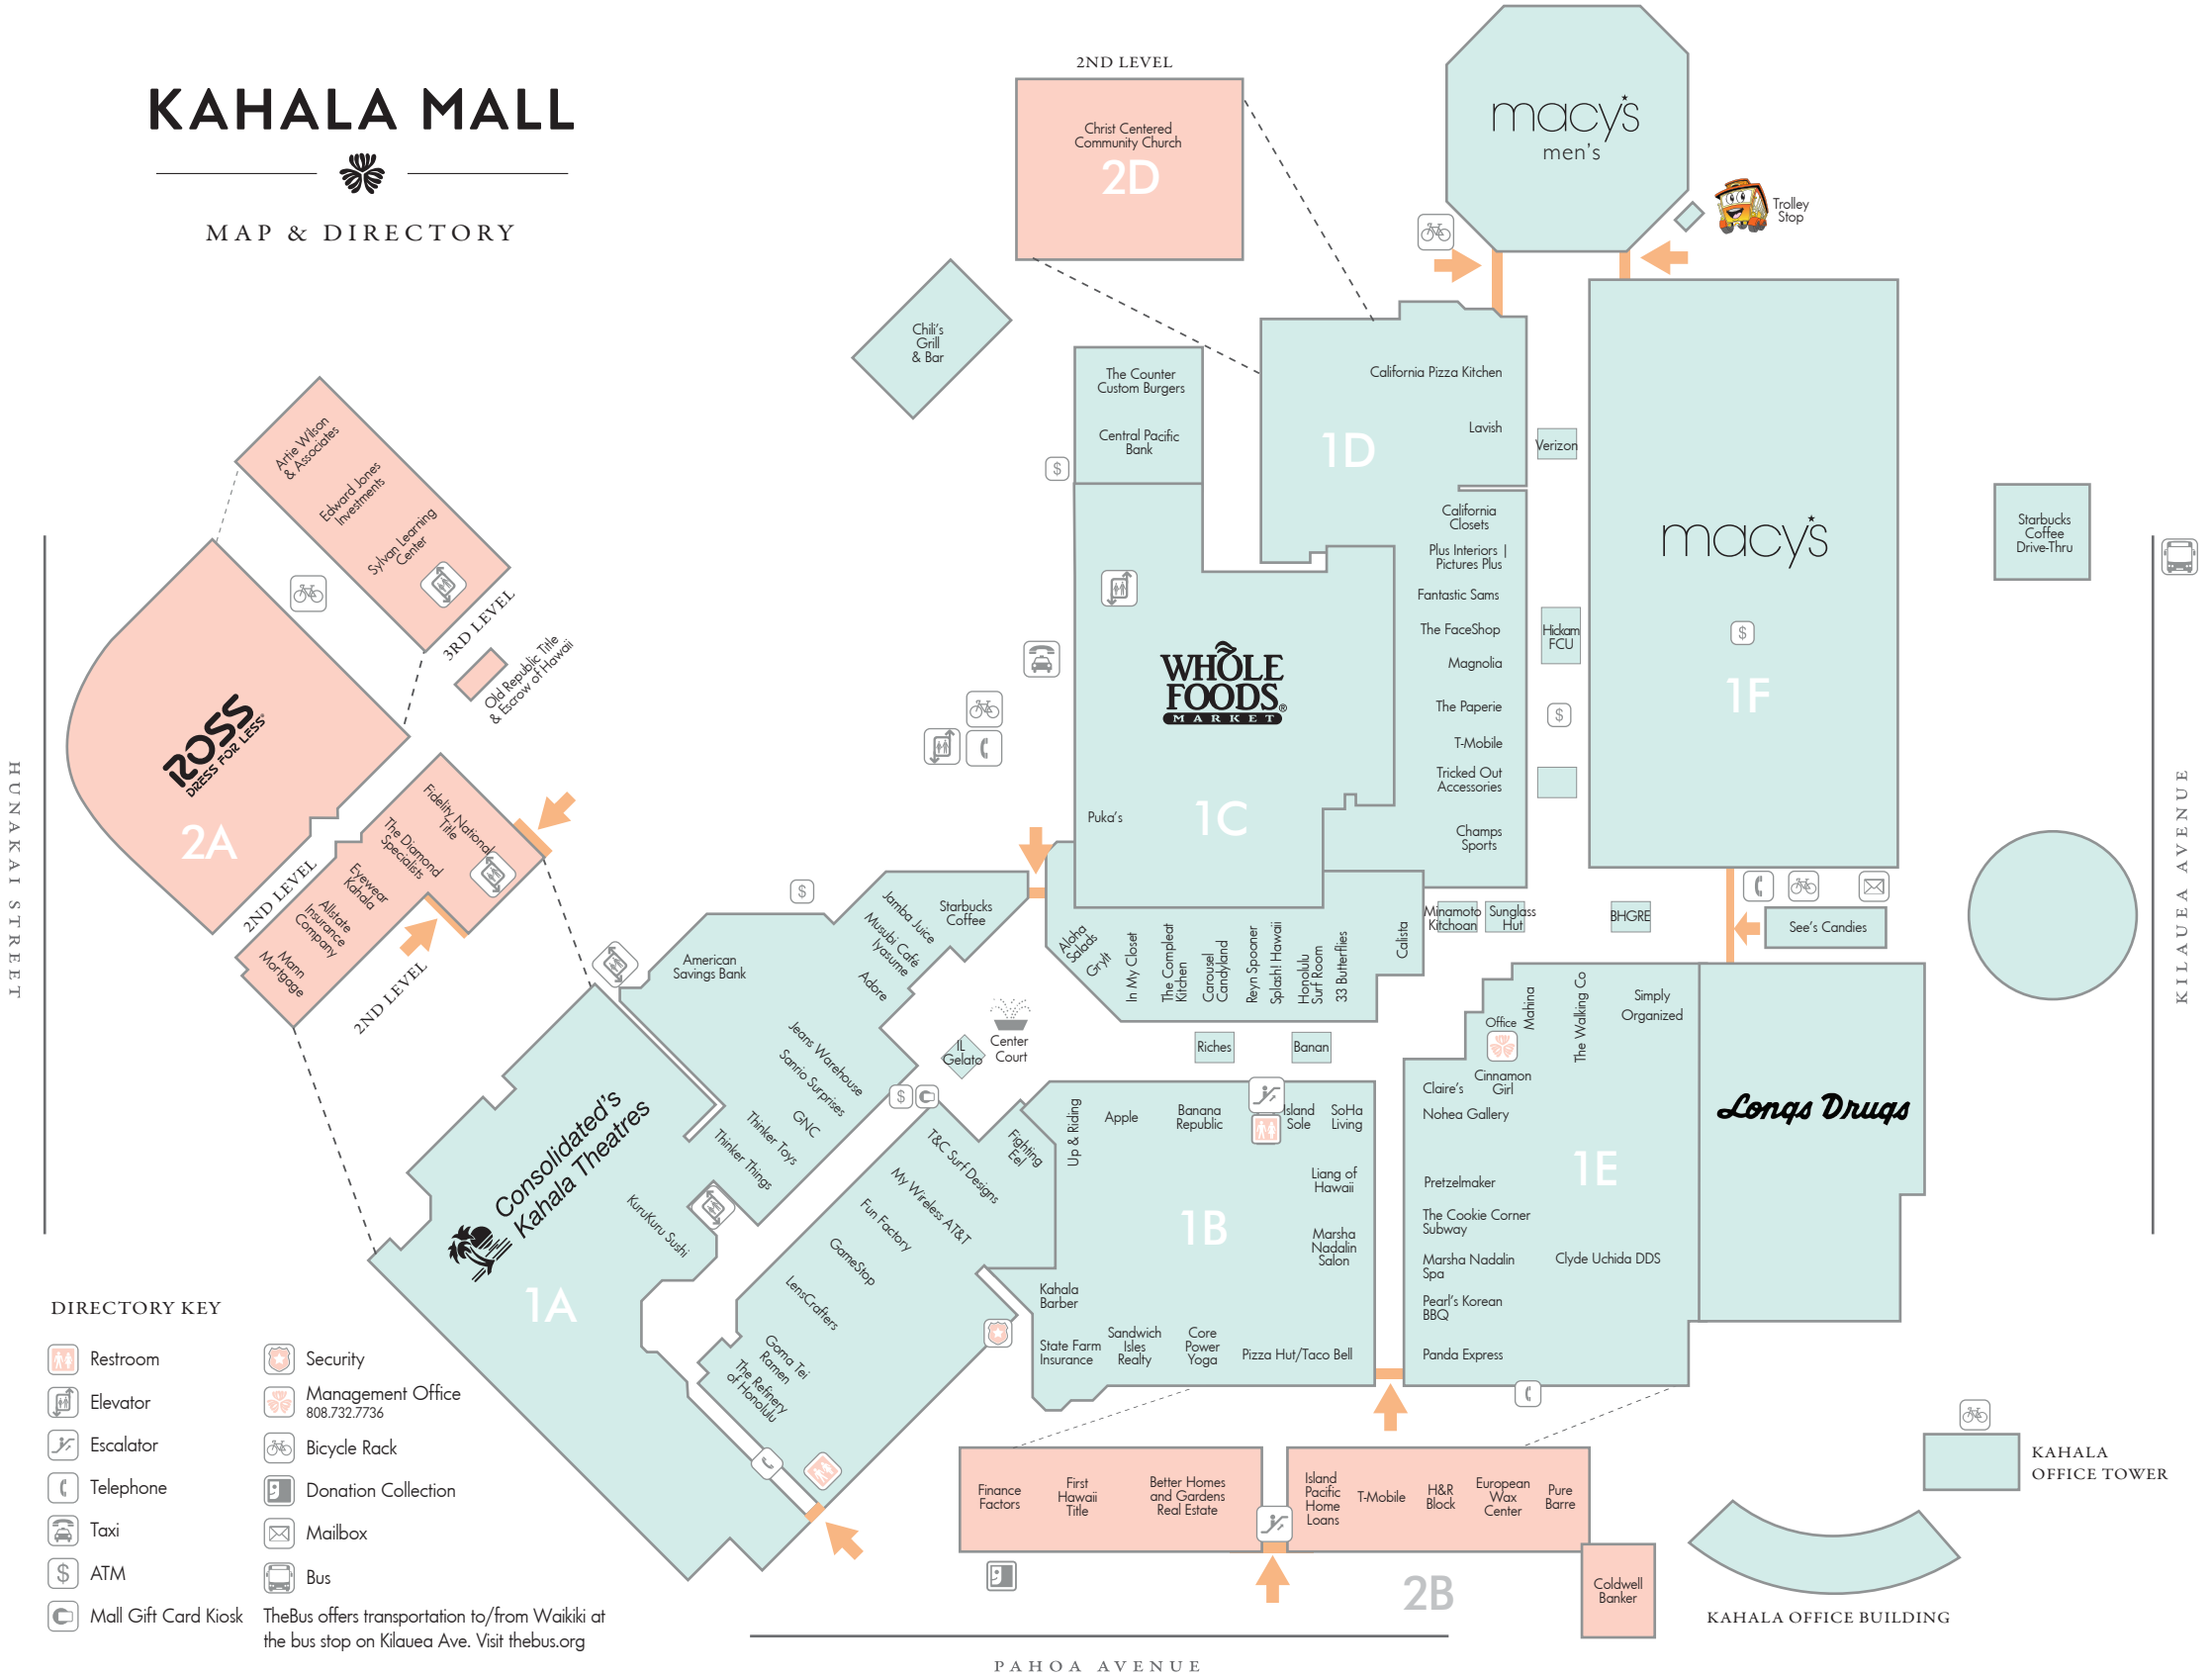 KAHALA MALL
MAP & DIRECTORY
2ND LEVEL
Christ Centered
Community Church
2D
macy's
men's
Trolley
Stop
Chili's
Grill
& Bar
The Counter
Custom Burgers
Central Pacific
Bank
California Pizza Kitchen
Lavish
1D
Verizon
California
Closets
Plus Interiors |
Pictures Plus
Fantastic Sams
The FaceShop
Magnolia
The Paperie
T-Mobile
Tricked Out
Accessories
Champs
Sports
Hickam
FCU
$
macy's
$
1F
Starbucks
Coffee
Drive-Thru
Artie Wilson
& Associates
Edward Jones
Investments
Sylvan Learning
Center
3RD LEVEL
Old Republic Title
& Escrow of Hawaii
ROSS
DRESS FOR LESS®
2A
2ND LEVEL
Fidelity National
Title
The Diamond
Specialists
Eyewear
Kahala
Allstate
Insurance
Company
Mann
Mortgage
2ND LEVEL
HUNAKAI STREET
KILAUEA AVENUE
$
WHOLE
FOODS®
MARKET
Puka's
1C
$
Jamba Juice
Musubi Café
Iyasume
Adore
Starbucks
Coffee
American
Savings Bank
Jeans Warehouse
Sanrio Surprises
GNC
Thinker Toys
Thinker Things
Aloha
Salads
Grylt
In My Closet
The Compleat
Kitchen
Carousel
Candyland
Reyn Spooner
Splash! Hawaii
Honolulu
Surf Room
33 Butterflies
Calista
Minamoto
Kitchoan
Sunglass
Hut
BHGRE
See's Candies
IL
Gelato
Center
Court
Riches
Banan
$
Consolidated's
Kahala Theatres
KuruKuru Sushi
1A
T&C Surf Designs
Fighting
Eel
My Wireless AT&T
Fun Factory
GameStop
LensCrafters
Goma Tei
Ramen
The Refinery
of Honolulu
Up & Riding
Apple
Banana
Republic
Island
Sole
SoHa
Living
Liang of
Hawaii
Marsha
Nadalin
Salon
1B
Kahala
Barber
State Farm
Insurance
Sandwich
Isles
Realty
Core
Power
Yoga
Pizza Hut/Taco Bell
Office
Mahina
The Walking Co
Simply
Organized
Cinnamon
Girl
Claire's
Nohea Gallery
1E
Pretzelmaker
The Cookie Corner
Subway
Marsha Nadalin
Spa
Clyde Uchida DDS
Pearl's Korean
BBQ
Panda Express
Longs Drugs
Finance
Factors
First
Hawaii
Title
Better Homes
and Gardens
Real Estate
Island
Pacific
Home
Loans
T-Mobile
H&R
Block
European
Wax
Center
Pure
Barre
2B
Coldwell
Banker
KAHALA
OFFICE TOWER
KAHALA OFFICE BUILDING
PAHOA AVENUE
DIRECTORY KEY
Restroom
Elevator
Escalator
Telephone
Taxi
$ ATM
Mall Gift Card Kiosk
Security
Management Office
808.732.7736
Bicycle Rack
Donation Collection
Mailbox
Bus
TheBus offers transportation to/from Waikiki at
the bus stop on Kilauea Ave. Visit thebus.org